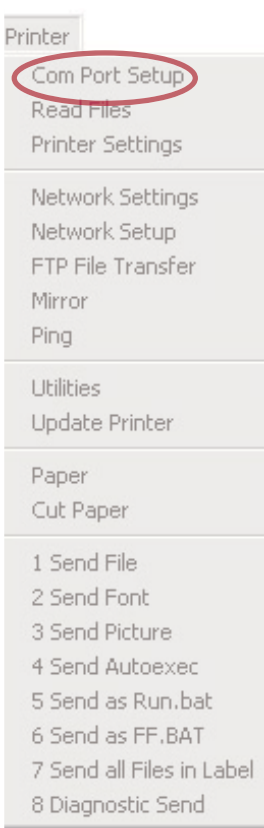 Printer
Com Port Setup
Read Files
Printer Settings
Network Settings
Network Setup
FTP File Transfer
Mirror
Ping
Utilities
Update Printer
Paper
Cut Paper
1 Send File
2 Send Font
3 Send Picture
4 Send Autoexec
5 Send as Run.bat
6 Send as FF.BAT
7 Send all Files in Label
8 Diagnostic Send